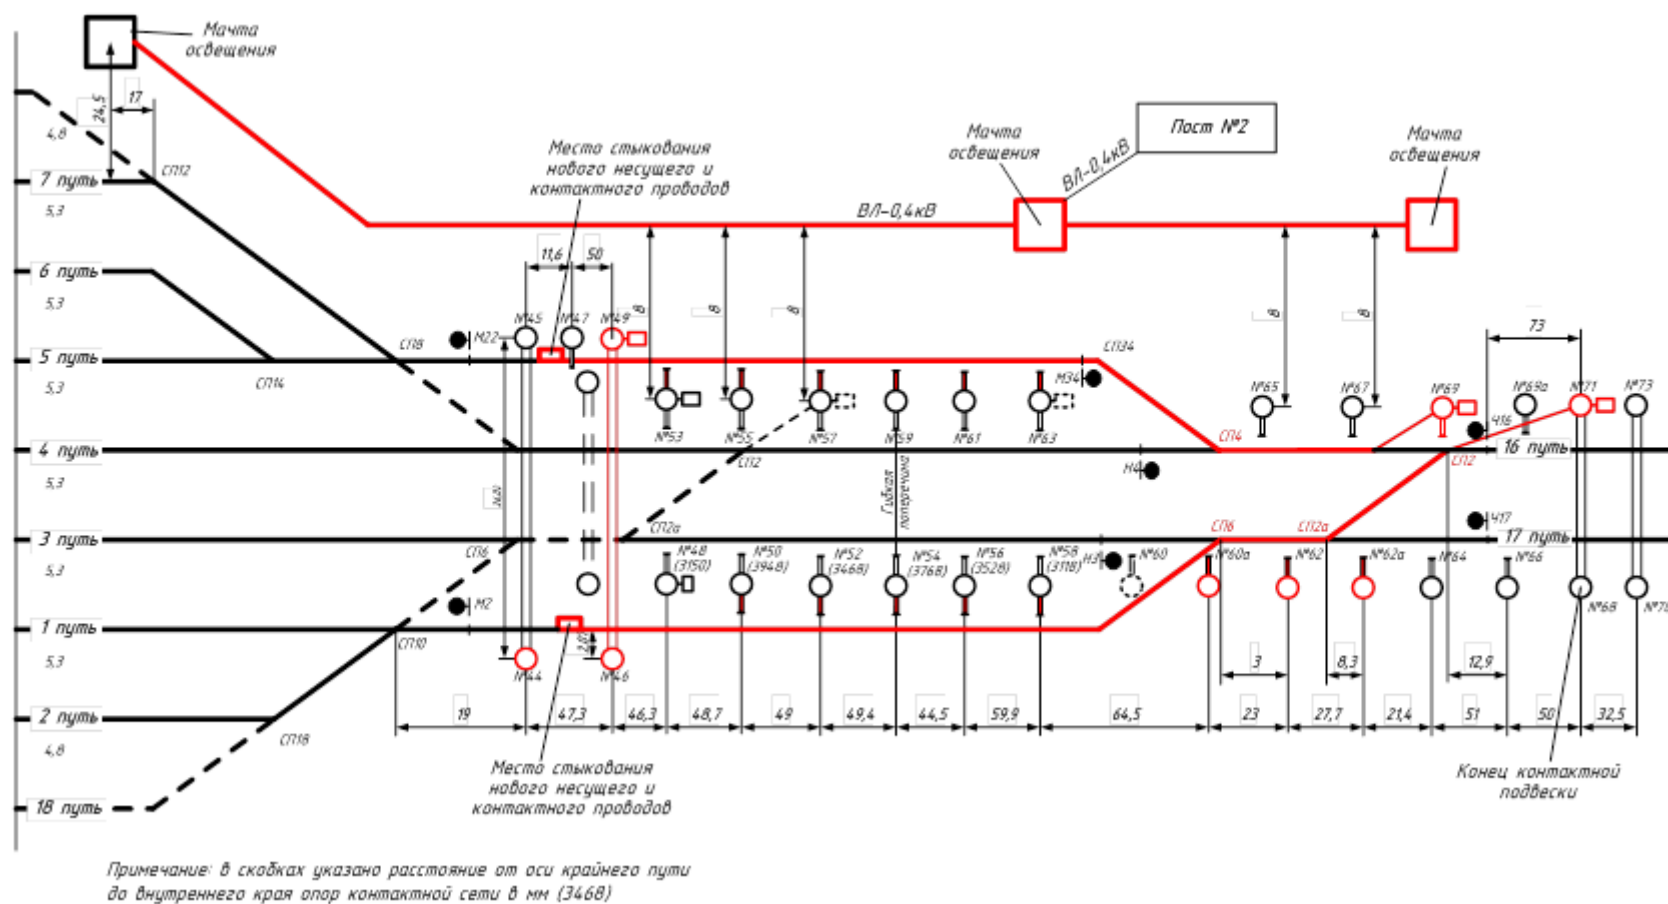 Мачта
освещения
17
24,5
4,8
СП12
7 путь
5,3
Место стыкования
нового несущего и
контактного проводов
Мачта
освещения
Пост №2
ВЛ-0,4кВ
Мачта
освещения
ВЛ-0,4кВ
11,6
50
6 путь
5,3
8
8
8
8
8
№45
№47
№49
СП8
М22
СП34
73
5 путь
5,3
СП14
М34
№65
№67
№69
№69а
№71
№73
№53
№55
№57
№59
№61
№63
СП4
Ч16
4 путь
16 путь
СП2
СП2
Н4
5,3
Гибкая
поперечина
СП2а
СП6
СП2а
Ч17
3 путь
17 путь
СП6
5,3
№48
(3150)
№50
(3948)
№52
(3468)
№54
(3768)
№56
(3528)
№58
(3118)
Н3
№60
№60а
№62
№62а
№64
№66
М2
№68
№70
1 путь
СП10
5,3
№44
№46
3
8,3
12,9
2 путь
19
47,3
46,3
48,7
49
49,4
44,5
59,9
64,5
23
27,7
21,4
51
50
32,5
4,8
СП18
Место стыкования
нового несущего и
контактного проводов
Конец контактной
подвески
18 путь
Примечание: в скобках указано расстояние от оси крайнего пути
до внутреннего края опор контактной сети в мм (3468)